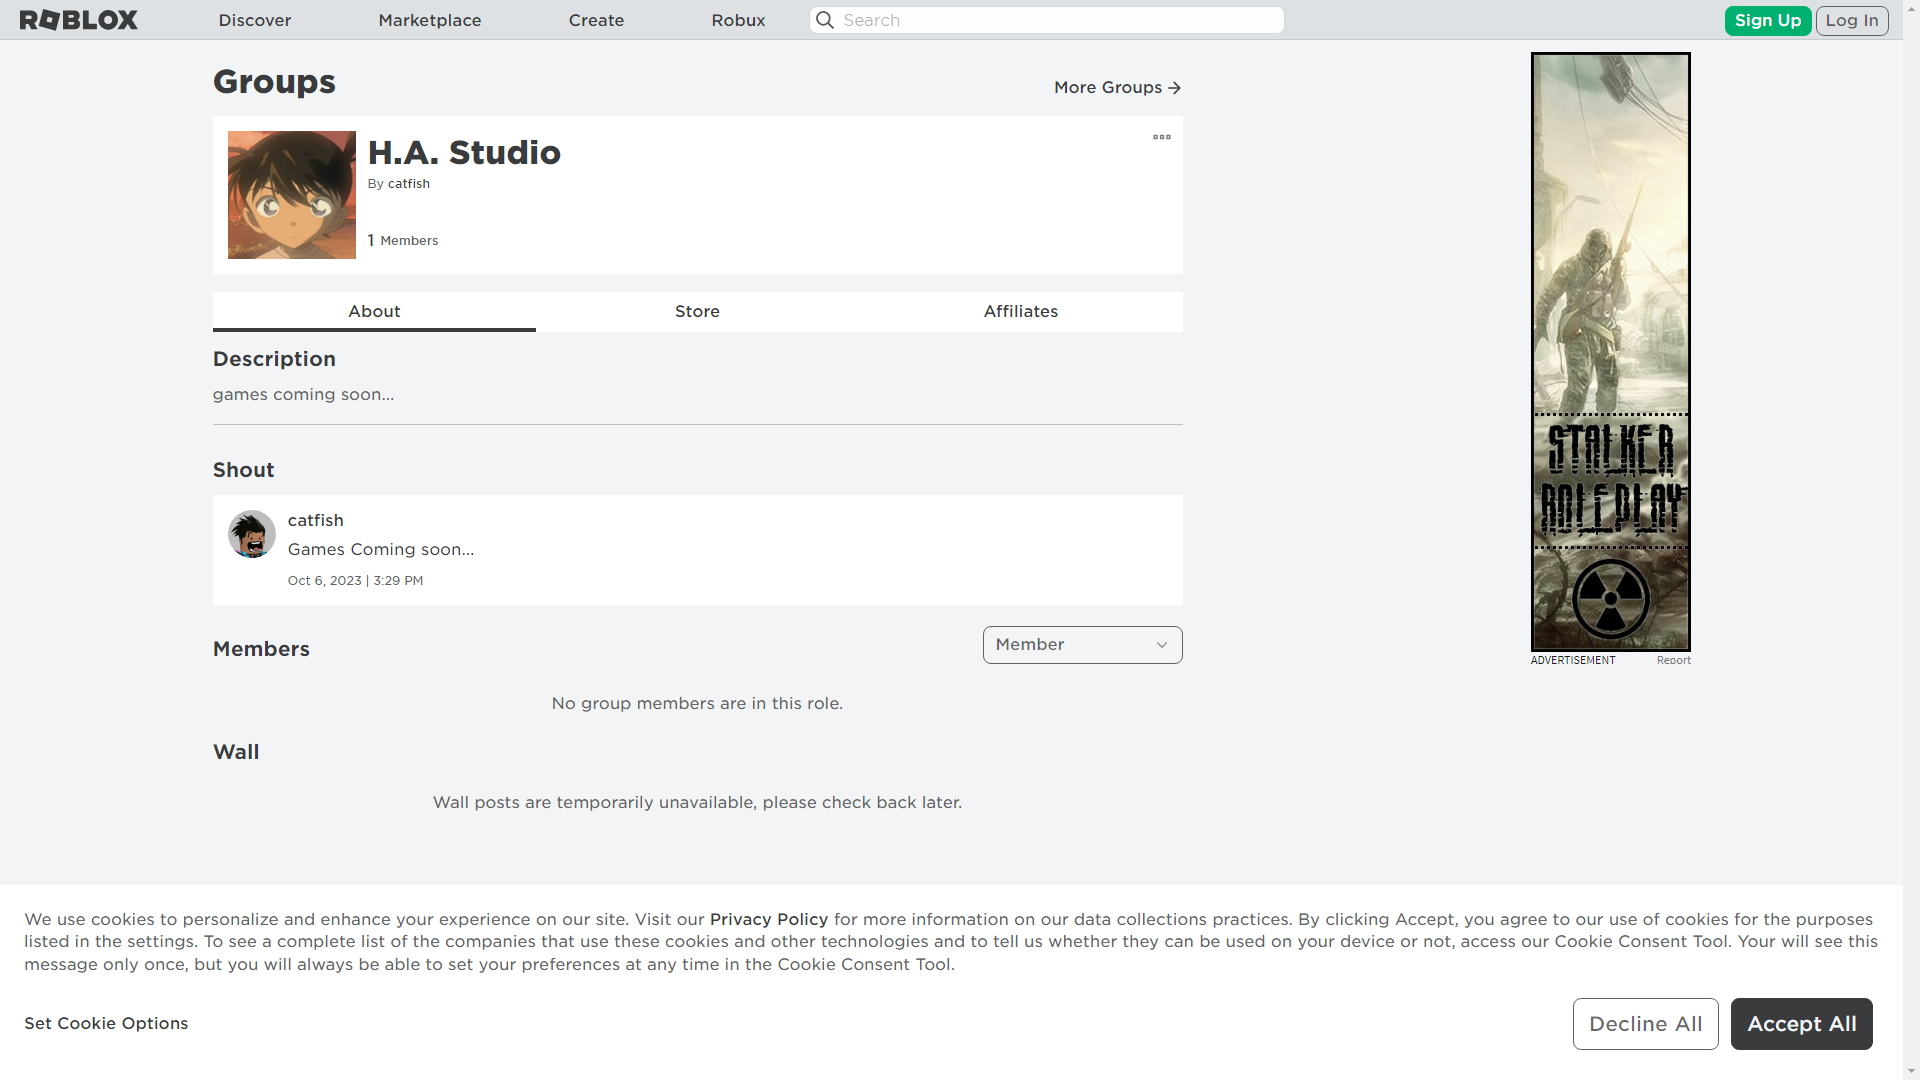 ROBLOX Discover Marketplace Create Robux Search Sign Up Log In
Groups
More Groups
H.A. Studio
By catfish
1 Members
About Store Affiliates
Description
games coming soon...
Shout
catfish
Games Coming soon...
Oct 6, 2023 | 3:29 PM
Members
Member
No group members are in this role.
Wall
Wall posts are temporarily unavailable, please check back later.
STALKER
ROLEPLAY
ADVERTISEMENT Report
We use cookies to personalize and enhance your experience on our site. Visit our Privacy Policy for more information on our data collections practices. By clicking Accept, you agree to our use of cookies for the purposes
listed in the settings. To see a complete list of the companies that use these cookies and other technologies and to tell us whether they can be used on your device or not, access our Cookie Consent Tool. Your will see this
message only once, but you will always be able to set your preferences at any time in the Cookie Consent Tool.
Set Cookie Options
Decline All
Accept All